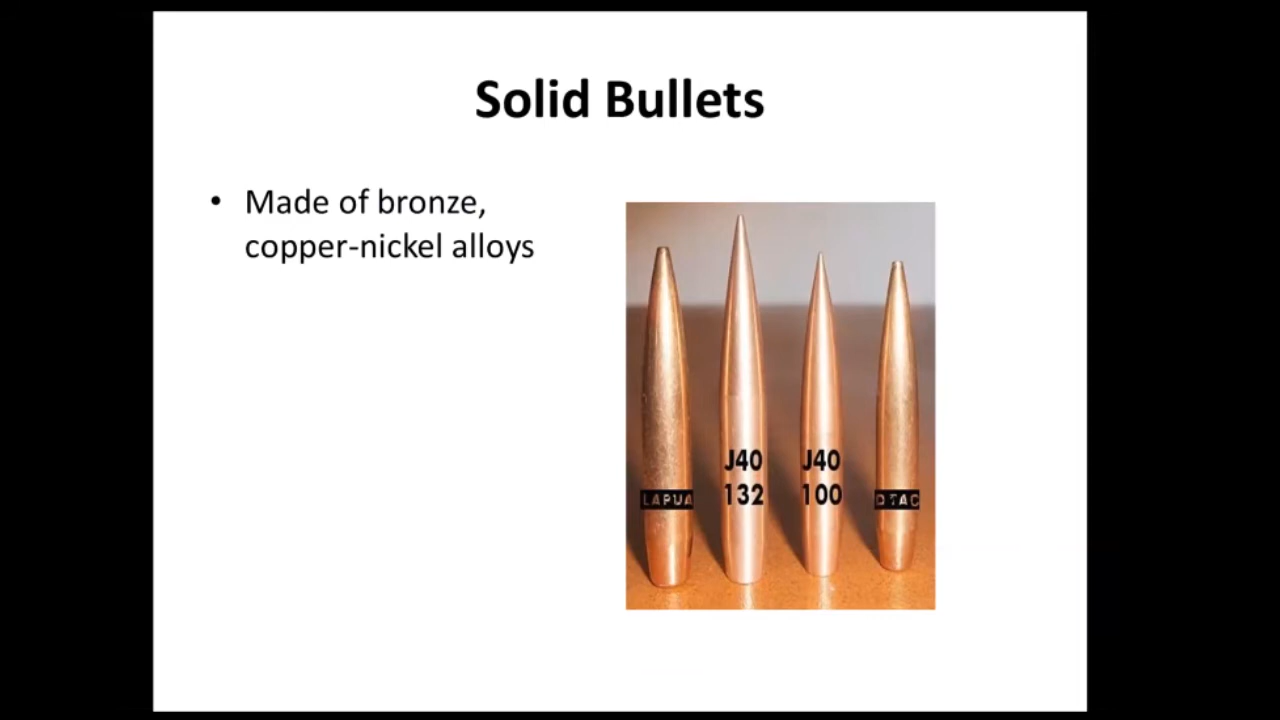 Solid Bullets
• Made of bronze,
copper-nickel alloys
J40
132
J40
100
LAPUA
DTAC